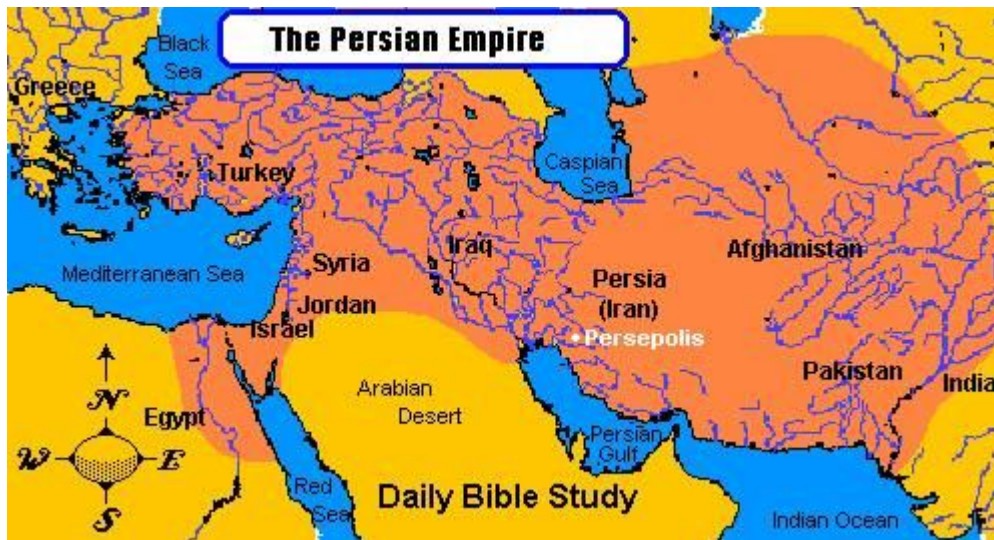 The Persian Empire
Black
Sea
Greece
Caspian
Sea
Turkey
Afghanistan
Iraq
Syria
Mediterranean Sea
Persia
(Iran)
Jordan
Israel
Persepolis
Pakistan
India
Arabian
Desert
Egypt
N
W
E
S
Persian
Gulf
Red
Sea
Daily Bible Study
Indian Ocean